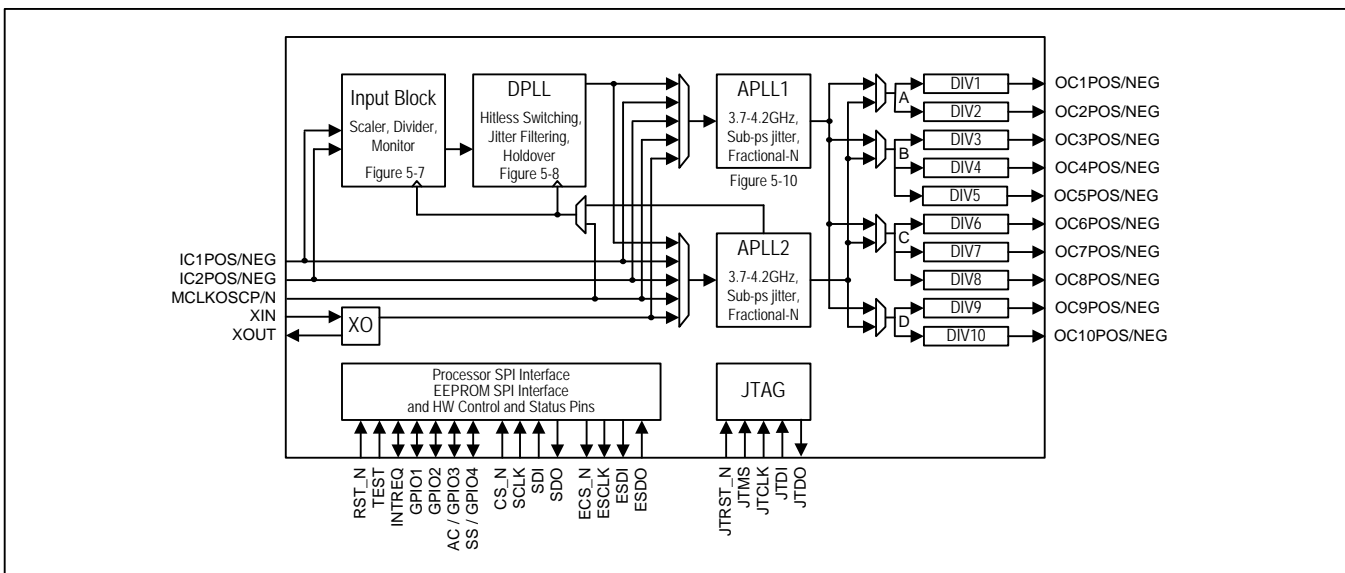 Input Block
Scaler, Divider,
Monitor
Figure 5-7
DPLL
Hitless Switching,
Jitter Filtering,
Holdover
Figure 5-8
APLL1
3.7-4.2GHz,
Sub-ps jitter,
Fractional-N
Figure 5-10
APLL2
3.7-4.2GHz,
Sub-ps jitter,
Fractional-N
A
B
C
D
DIV1
DIV2
DIV3
DIV4
DIV5
DIV6
DIV7
DIV8
DIV9
DIV10
OC1POS/NEG
OC2POS/NEG
OC3POS/NEG
OC4POS/NEG
OC5POS/NEG
OC6POS/NEG
OC7POS/NEG
OC8POS/NEG
OC9POS/NEG
OC10POS/NEG
IC1POS/NEG
IC2POS/NEG
MCLKOSCP/N
XIN
XOUT
XO
Processor SPI Interface
EEPROM SPI Interface
and HW Control and Status Pins
JTAG
RST_N
TEST
INTREQ
GPIO1
GPIO2
AC / GPIO3
SS / GPIO4
CS_N
SCLK
SDI
SDO
ECS_N
ESCLK
ESDI
ESDO
JTRST_N
JTMS
JTCLK
JTDI
JTDO